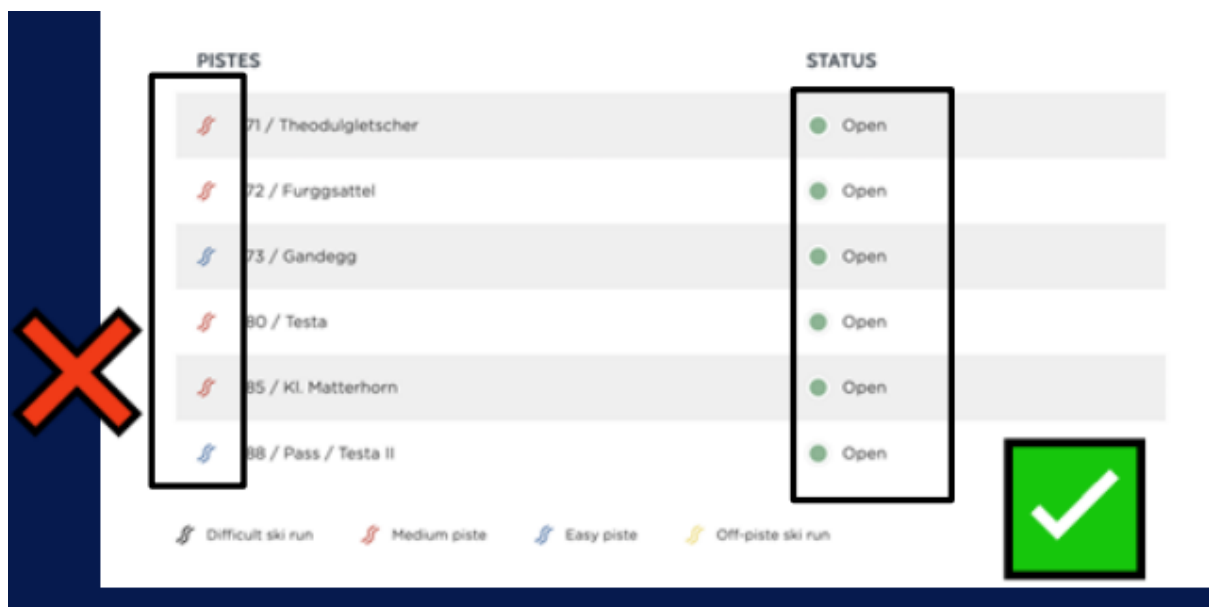 PISTES STATUS
71 / Theodulgletscher Open
72 / Furggsattel Open
73 / Gandegg Open
80 / Testa Open
85 / Kl. Matterhorn Open
88 / Pass / Testa II Open
Difficult ski run Medium piste Easy piste Off-piste ski run